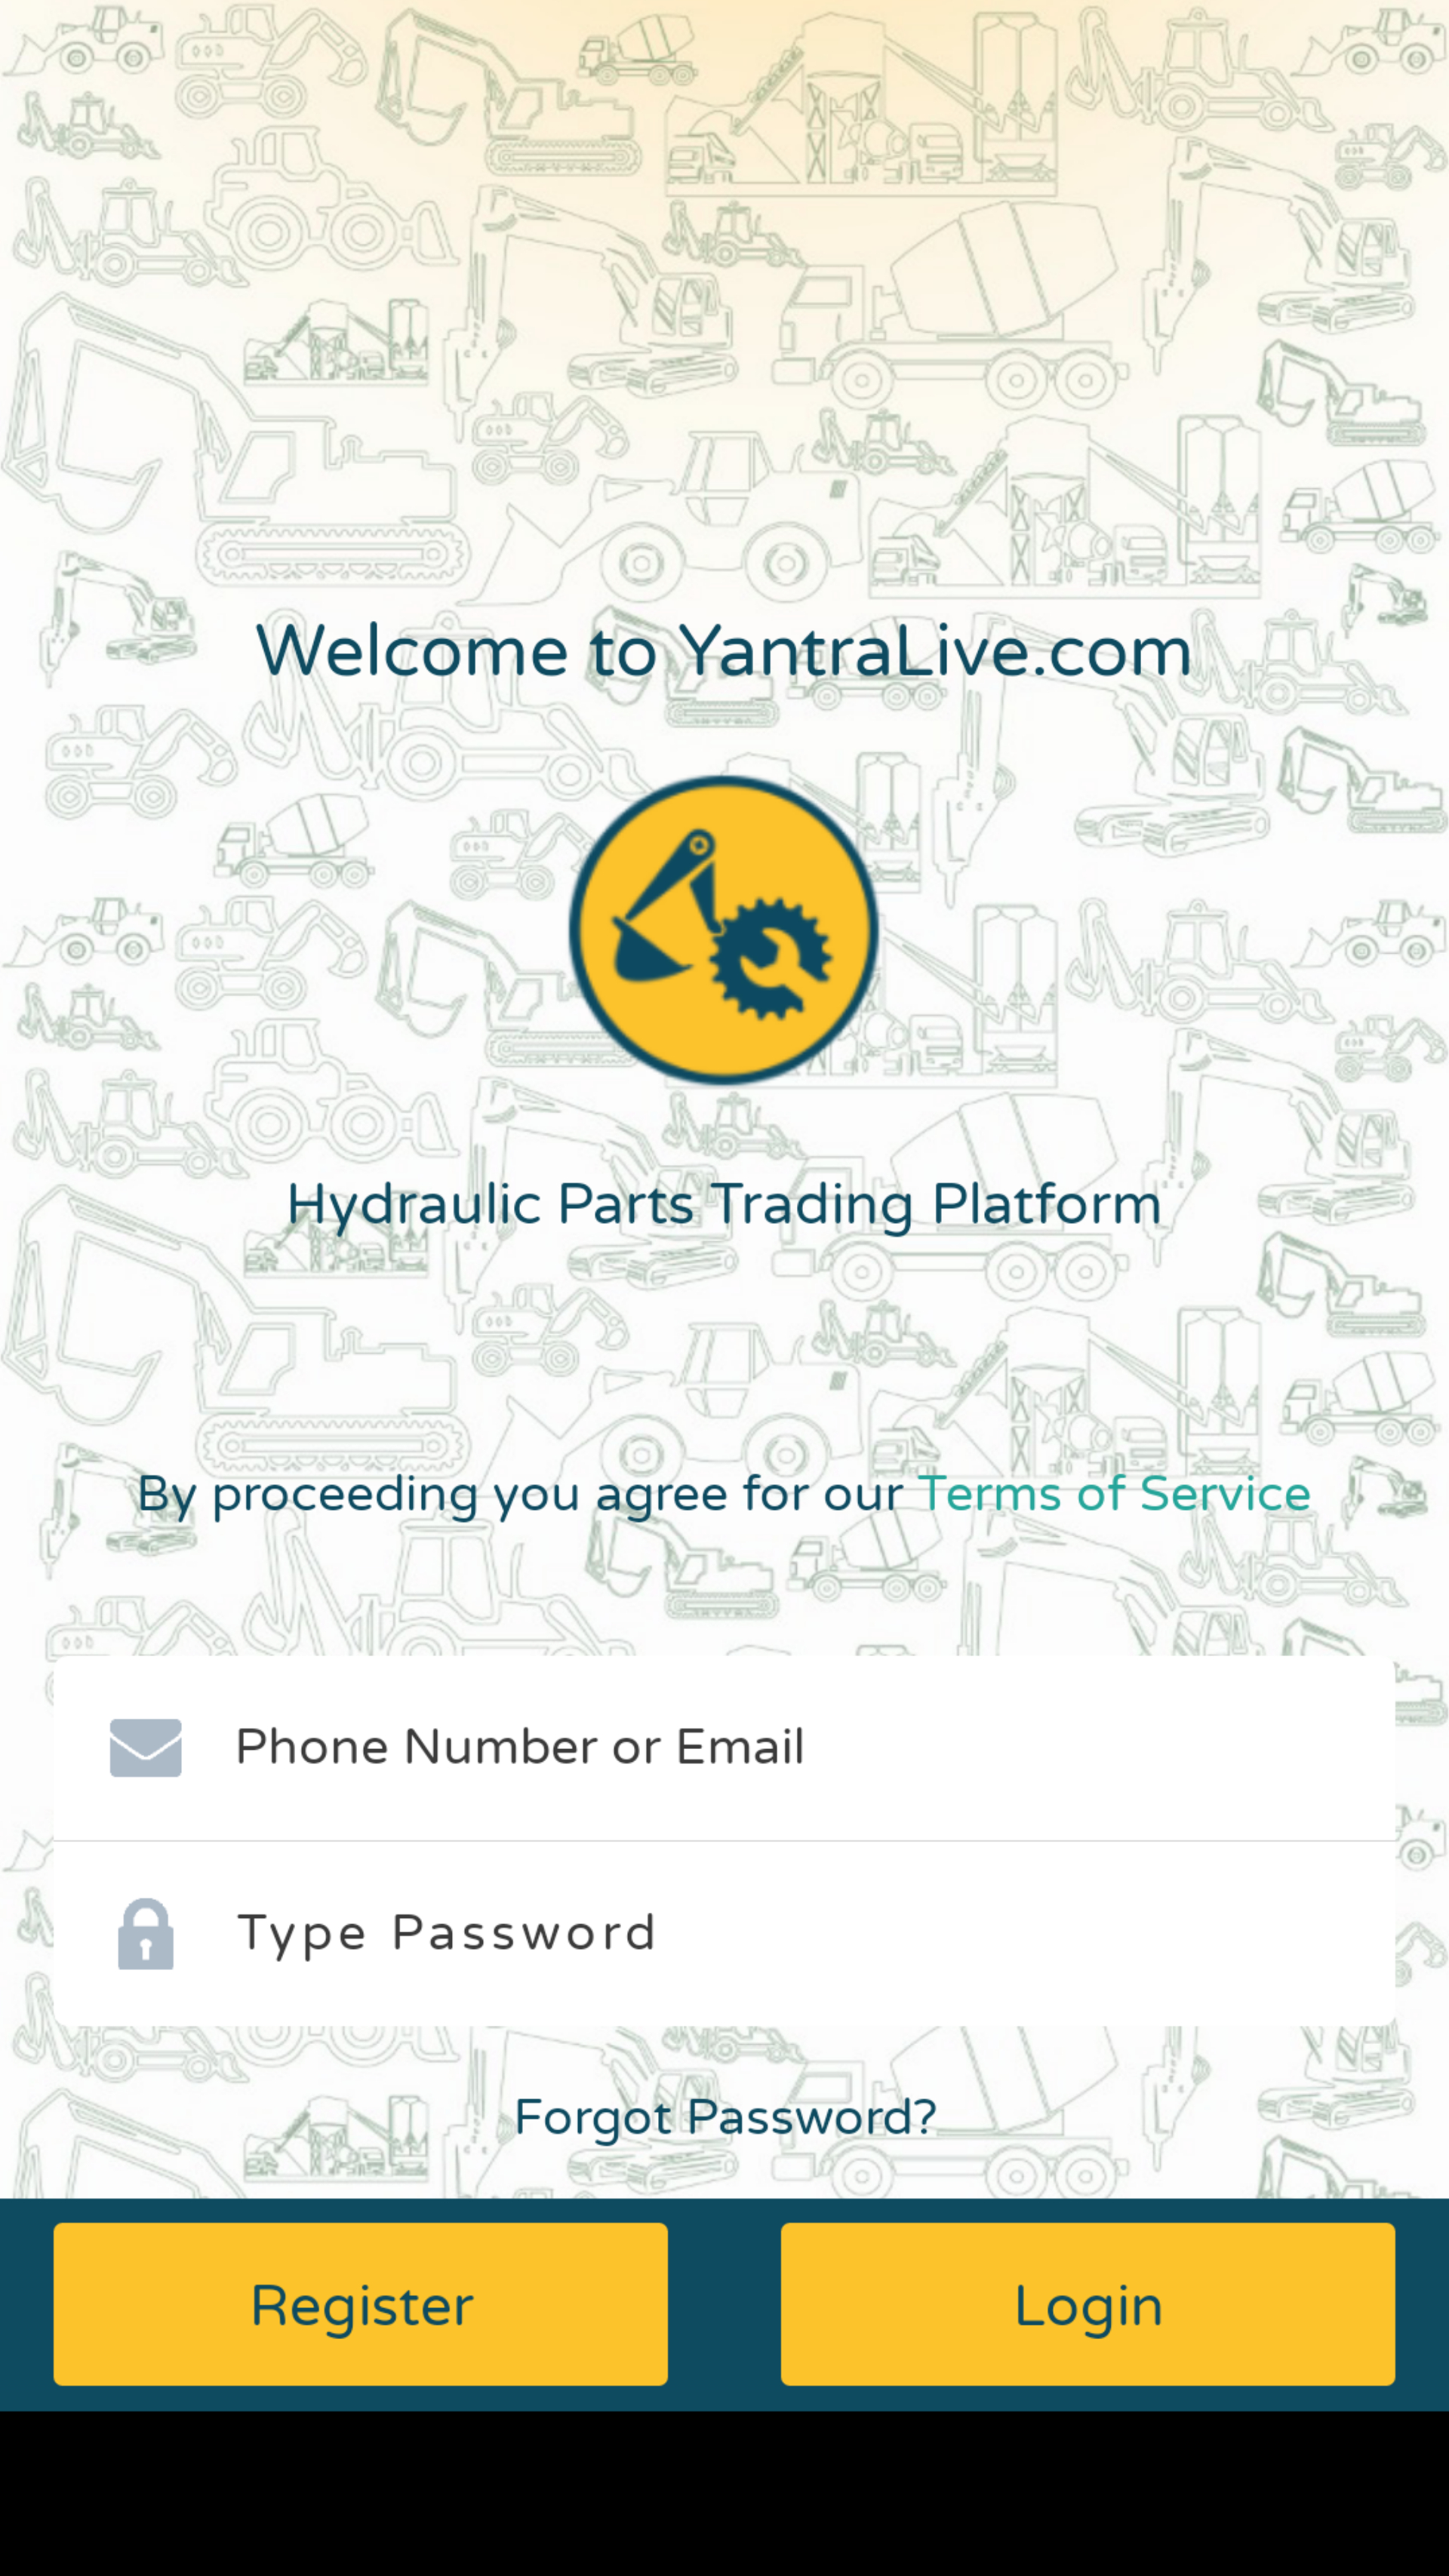 Welcome to YantraLive.com
Hydraulic Parts Trading Platform
By proceeding you agree for our Terms of Service
Phone Number or Email
Type Password
Forgot Password?
Register
Login